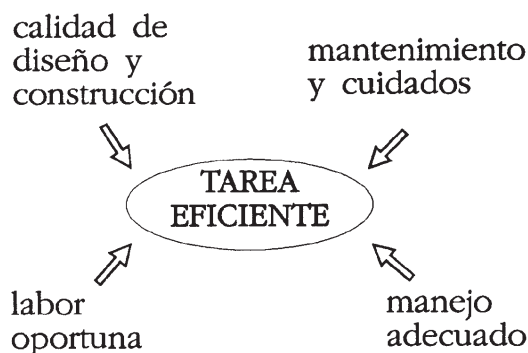 calidad de
diseño y
construcción
mantenimiento
y cuidados
TAREA
EFICIENTE
labor
oportuna
manejo
adecuado